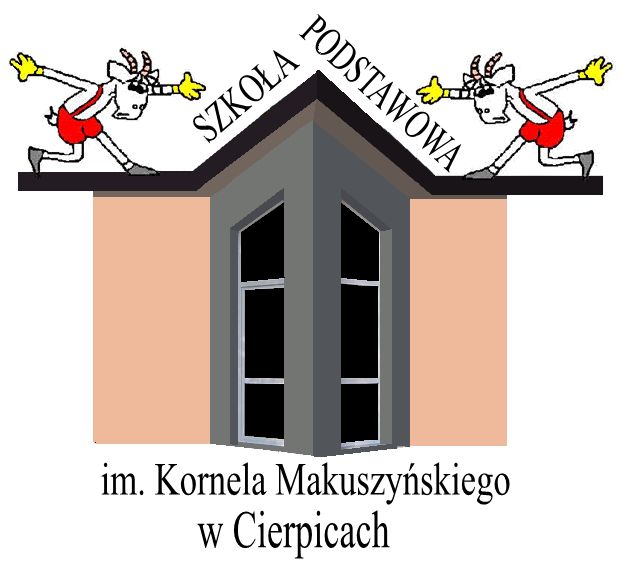 SZKOŁA PODSTAWOWA
im. Kornela Makuszyńskiego
w Cierpicach